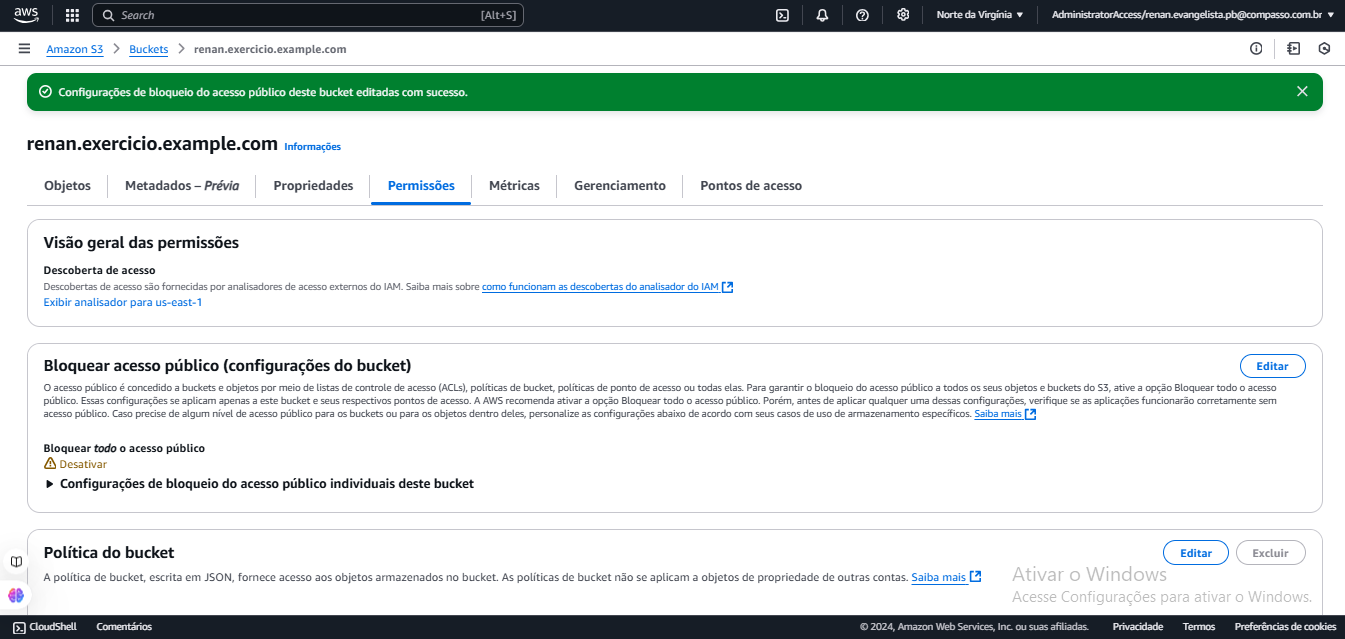 aws
Search [Alt+S]
Norte da Virgínia ▼ AdministratorAccess/renan.evangelista.pb@compasso.com.br ▼
Amazon S3 > Buckets > renan.exercicio.example.com
Configurações de bloqueio do acesso público deste bucket editadas com sucesso.
renan.exercicio.example.com Informações
Objetos Metadados – Prévia Propriedades Permissões Métricas Gerenciamento Pontos de acesso
Visão geral das permissões
Descoberta de acesso
Descobertas de acesso são fornecidas por analisadores de acesso externos do IAM. Saiba mais sobre como funcionam as descobertas do analisador do IAM
Exibir analisador para us-east-1
Bloquear acesso público (configurações do bucket) Editar
O acesso público é concedido a buckets e objetos por meio de listas de controle de acesso (ACLs), políticas de bucket, políticas de ponto de acesso ou todas elas. Para garantir o bloqueio do acesso público a todos os seus objetos e buckets do S3, ative a opção Bloquear todo o acesso
público. Essas configurações se aplicam apenas a este bucket e seus respectivos pontos de acesso. A AWS recomenda ativar a opção Bloquear todo o acesso público. Porém, antes de aplicar qualquer uma dessas configurações, verifique se as aplicações funcionarão corretamente sem
acesso público. Caso precise de algum nível de acesso público para os buckets ou para os objetos dentro deles, personalize as configurações abaixo de acordo com seus casos de uso de armazenamento específicos. Saiba mais
Bloquear todo o acesso público
Desativar
Configurações de bloqueio do acesso público individuais deste bucket
Política do bucket Editar Excluir
A política de bucket, escrita em JSON, fornece acesso aos objetos armazenados no bucket. As políticas de bucket não se aplicam a objetos de propriedade de outras contas. Saiba mais
Ativar o Windows
Acesse Configurações para ativar o Windows.
CloudShell Comentários © 2024, Amazon Web Services, Inc. ou suas afiliadas. Privacidade Termos Preferências de cookies